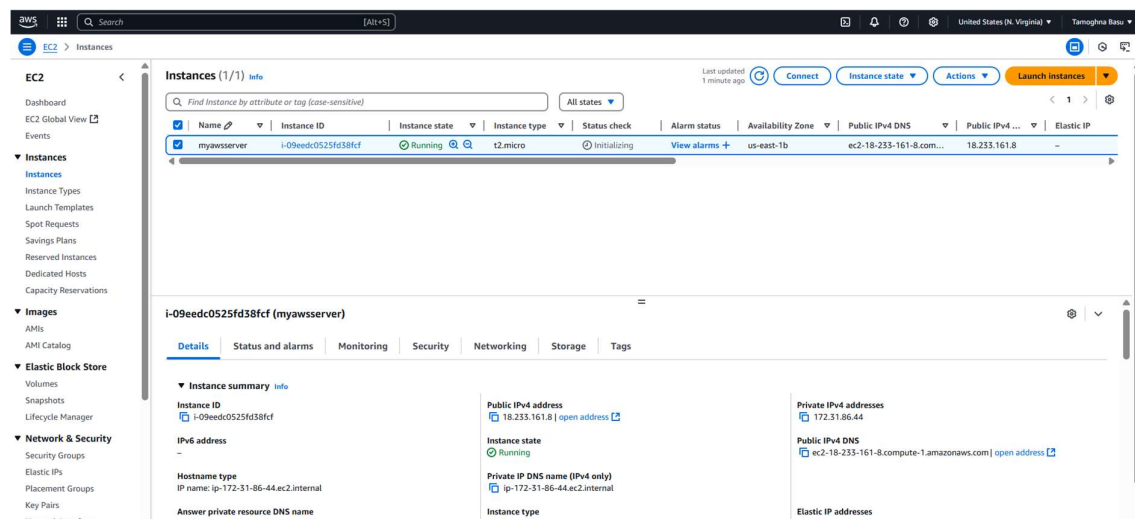 aws
Search [Alt+S]
United States (N. Virginia) ▼ Tamoghna Basu ▼
EC2 > Instances
EC2
Dashboard
EC2 Global View
Events
▼ Instances
Instances
Instance Types
Launch Templates
Spot Requests
Savings Plans
Reserved Instances
Dedicated Hosts
Capacity Reservations
▼ Images
AMIs
AMI Catalog
▼ Elastic Block Store
Volumes
Snapshots
Lifecycle Manager
▼ Network & Security
Security Groups
Elastic IPs
Placement Groups
Key Pairs
Instances (1/1) Info
Last updated
1 minute ago
Connect Instance state ▼ Actions ▼ Launch instances ▼
Find Instance by attribute or tag (case-sensitive) All states ▼
< 1 >
Name Instance ID Instance state Instance type Status check Alarm status Availability Zone Public IPv4 DNS Public IPv4 ... Elastic IP
myawsserver i-09eedc0525fd38fcf Running t2.micro Initializing View alarms + us-east-1b ec2-18-233-161-8.com... 18.233.161.8 –
i-09eedc0525fd38fcf (myawsserver)
Details Status and alarms Monitoring Security Networking Storage Tags
▼ Instance summary Info
Instance ID Public IPv4 address Private IPv4 addresses
i-09eedc0525fd38fcf 18.233.161.8 | open address 172.31.86.44
IPv6 address Instance state Public IPv4 DNS
– Running ec2-18-233-161-8.compute-1.amazonaws.com | open address
Hostname type Private IP DNS name (IPv4 only)
IP name: ip-172-31-86-44.ec2.internal ip-172-31-86-44.ec2.internal
Answer private resource DNS name Instance type Elastic IP addresses